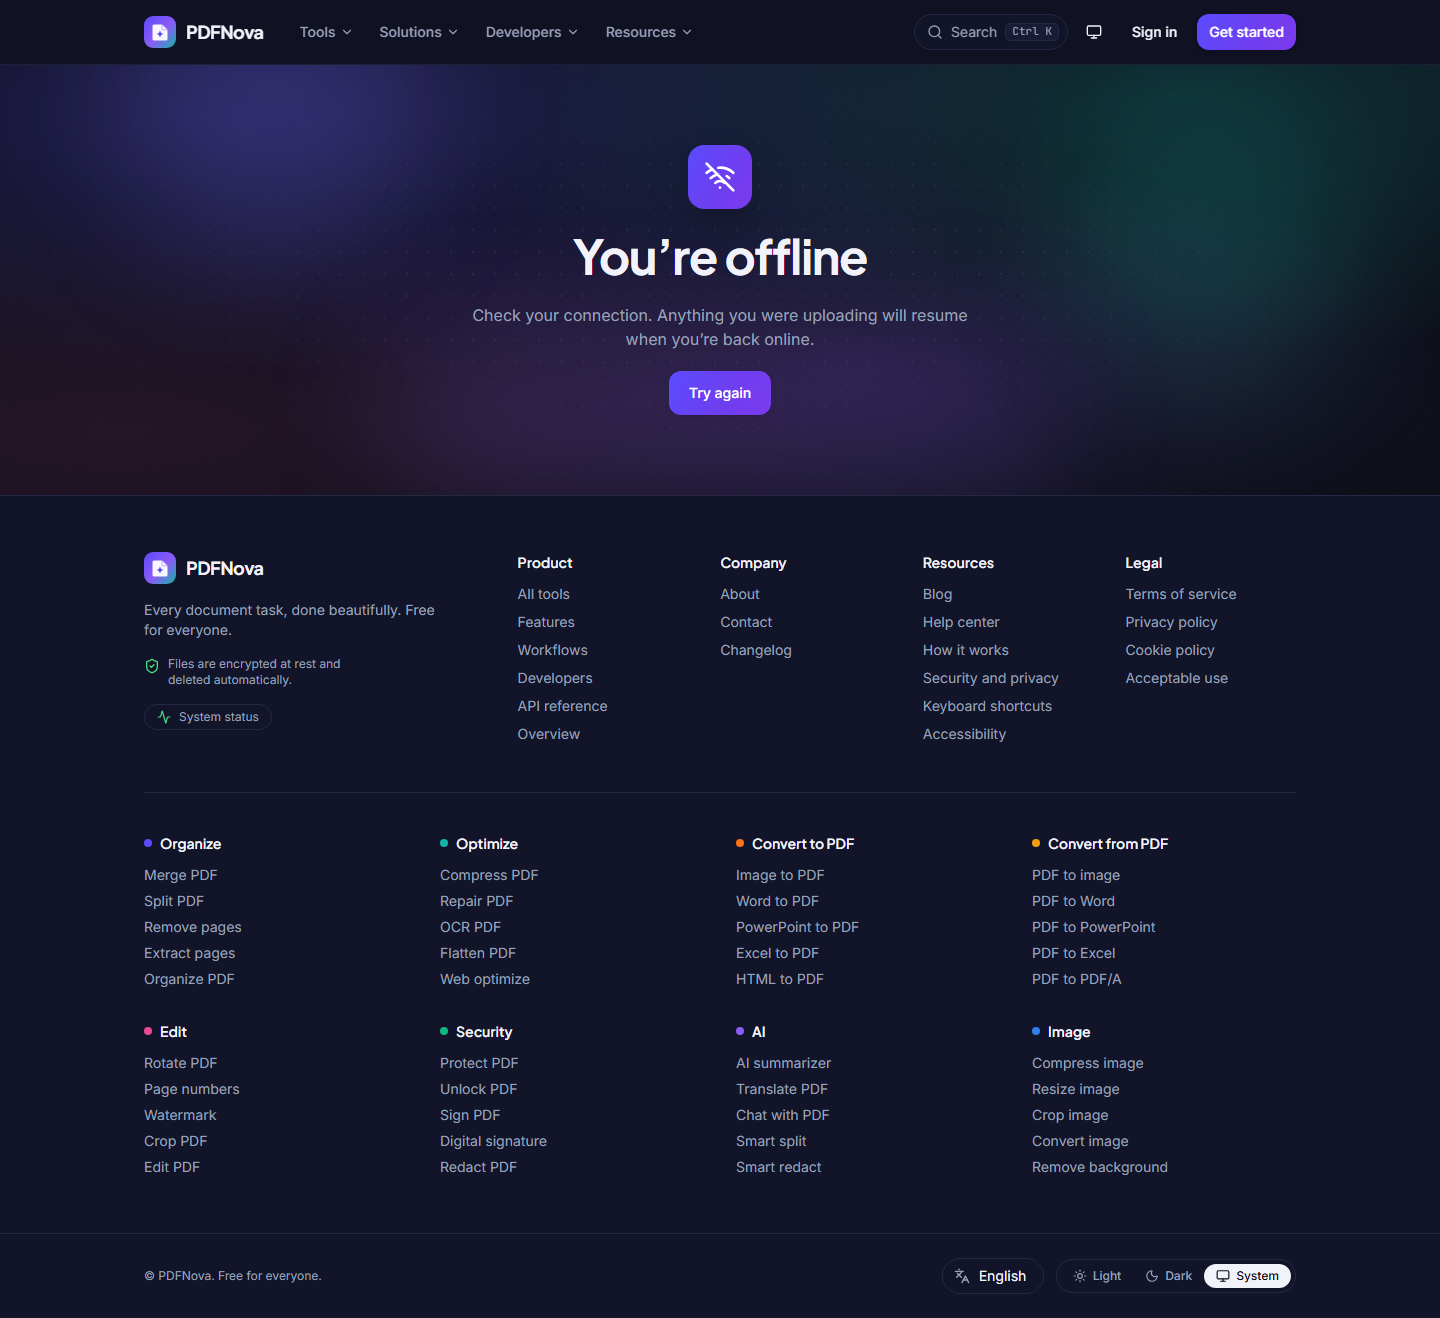 PDFNova
Tools
Solutions
Developers
Resources
Search
Ctrl K
Sign in
Get started
You’re offline
Check your connection. Anything you were uploading will resume
when you’re back online.
Try again
PDFNova
Every document task, done beautifully. Free
for everyone.
Files are encrypted at rest and
deleted automatically.
System status
Product
All tools
Features
Workflows
Developers
API reference
Overview
Company
About
Contact
Changelog
Resources
Blog
Help center
How it works
Security and privacy
Keyboard shortcuts
Accessibility
Legal
Terms of service
Privacy policy
Cookie policy
Acceptable use
Organize
Merge PDF
Split PDF
Remove pages
Extract pages
Organize PDF
Optimize
Compress PDF
Repair PDF
OCR PDF
Flatten PDF
Web optimize
Convert to PDF
Image to PDF
Word to PDF
PowerPoint to PDF
Excel to PDF
HTML to PDF
Convert from PDF
PDF to image
PDF to Word
PDF to PowerPoint
PDF to Excel
PDF to PDF/A
Edit
Rotate PDF
Page numbers
Watermark
Crop PDF
Edit PDF
Security
Protect PDF
Unlock PDF
Sign PDF
Digital signature
Redact PDF
AI
AI summarizer
Translate PDF
Chat with PDF
Smart split
Smart redact
Image
Compress image
Resize image
Crop image
Convert image
Remove background
© PDFNova. Free for everyone.
English
Light
Dark
System